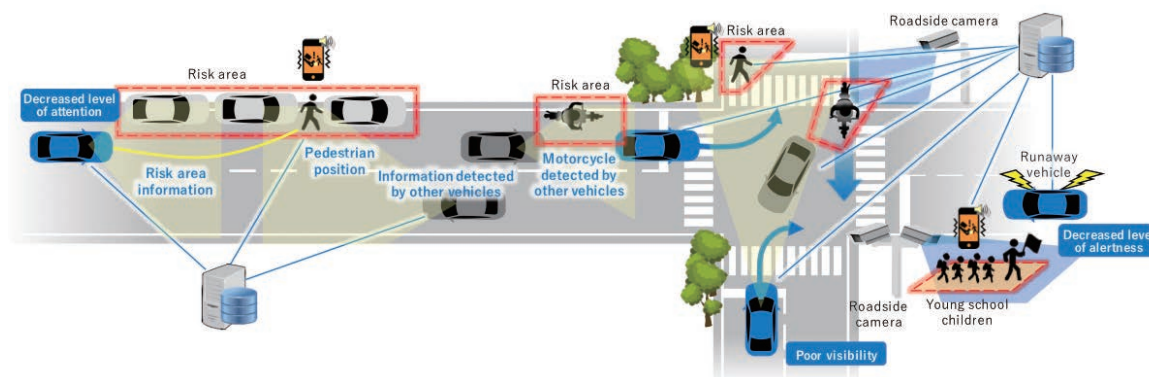 Decreased level
of attention
Risk area
Risk area
information
Pedestrian
position
Information detected
by other vehicles
Risk area
Motorcycle
detected by
other vehicles
Risk area
Roadside camera
Runaway
vehicle
Decreased level
of alertness
Roadside
camera
Young school
children
Poor visibility